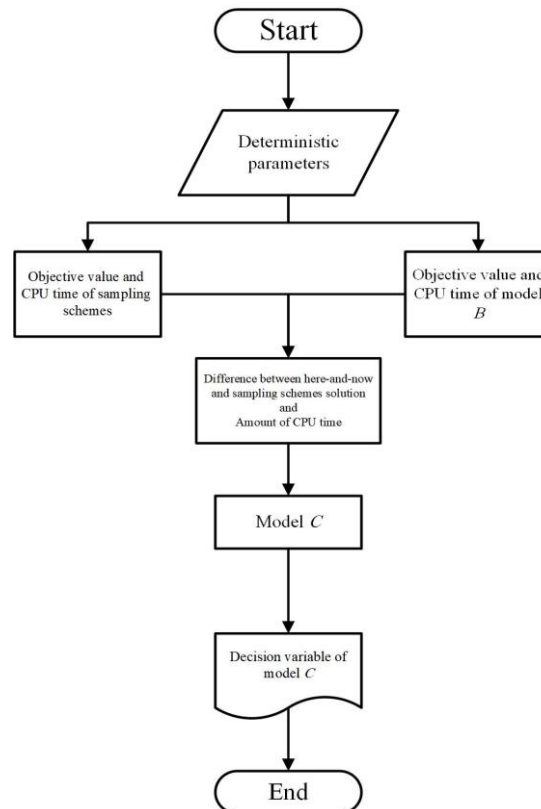 Start
Deterministic
parameters
Objective value and
CPU time of sampling
schemes
Objective value and
CPU time of model
B
Difference between here-and-now
and sampling schemes solution
and
Amount of CPU time
Model C
Decision variable of
model C
End